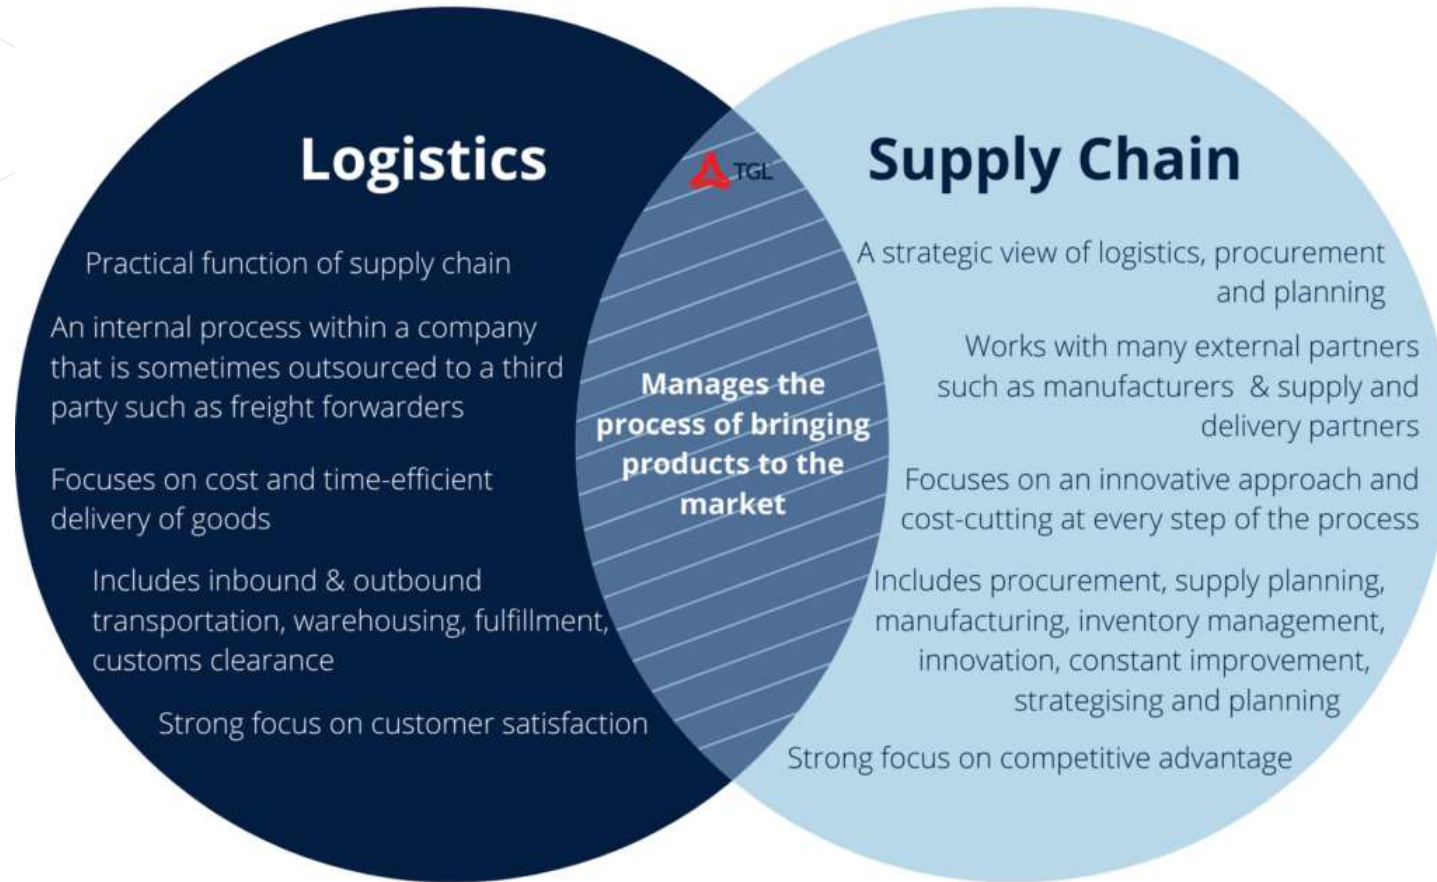 Logistics
Practical function of supply chain
An internal process within a company
that is sometimes outsourced to a third
party such as freight forwarders
Focuses on cost and time-efficient
delivery of goods
Includes inbound & outbound
transportation, warehousing, fulfillment,
customs clearance
Strong focus on customer satisfaction
TGL
Manages the
process of bringing
products to the
market
Supply Chain
A strategic view of logistics, procurement
and planning
Works with many external partners
such as manufacturers & supply and
delivery partners
Focuses on an innovative approach and
cost-cutting at every step of the process
Includes procurement, supply planning,
manufacturing, inventory management,
innovation, constant improvement,
strategising and planning
Strong focus on competitive advantage